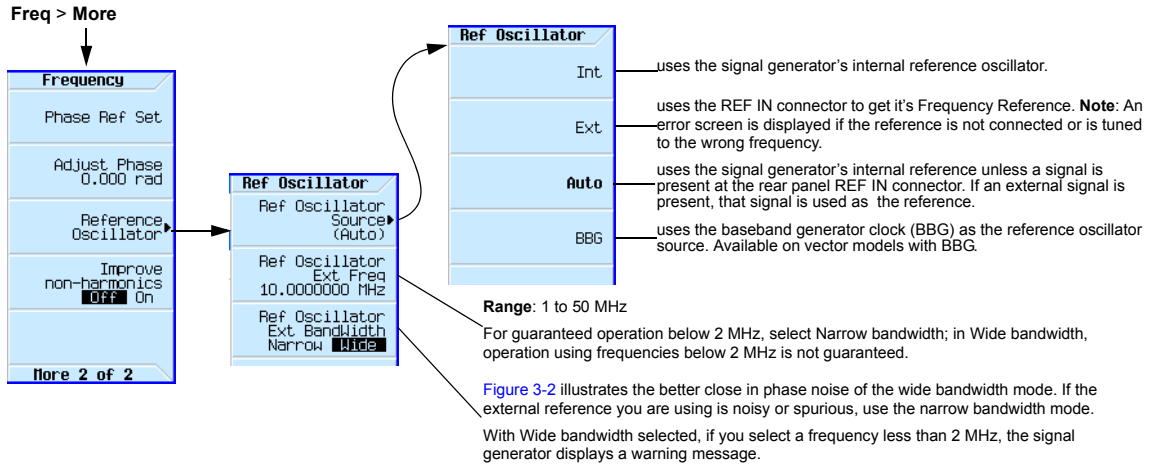 Freq > More
Frequency
Phase Ref Set
Adjust Phase
0.000 rad
Reference
Oscillator
Improve
non-harmonics
Off On
More 2 of 2
Ref Oscillator
Ref Oscillator
Source
(Auto)
Ref Oscillator
Ext Freq
10.0000000 MHz
Ref Oscillator
Ext BandWidth
Narrow Wide
Ref Oscillator
Int
Ext
Auto
BBG
uses the signal generator's internal reference oscillator.
uses the REF IN connector to get it's Frequency Reference. Note: An
error screen is displayed if the reference is not connected or is tuned
to the wrong frequency.
uses the signal generator's internal reference unless a signal is
present at the rear panel REF IN connector. If an external signal is
present, that signal is used as the reference.
uses the baseband generator clock (BBG) as the reference oscillator
source. Available on vector models with BBG.
Range: 1 to 50 MHz
For guaranteed operation below 2 MHz, select Narrow bandwidth; in Wide bandwidth,
operation using frequencies below 2 MHz is not guaranteed.
Figure 3-2 illustrates the better close in phase noise of the wide bandwidth mode. If the
external reference you are using is noisy or spurious, use the narrow bandwidth mode.
With Wide bandwidth selected, if you select a frequency less than 2 MHz, the signal
generator displays a warning message.